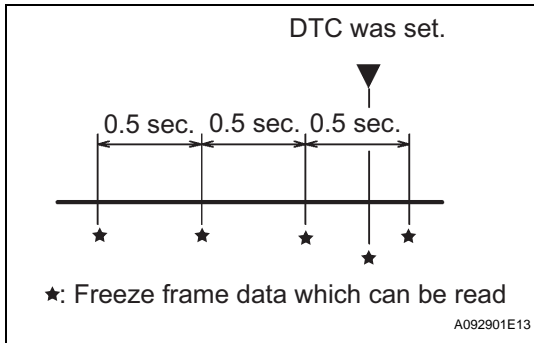 DTC was set.
0.5 sec. 0.5 sec. 0.5 sec.
★: Freeze frame data which can be read
A092901E13